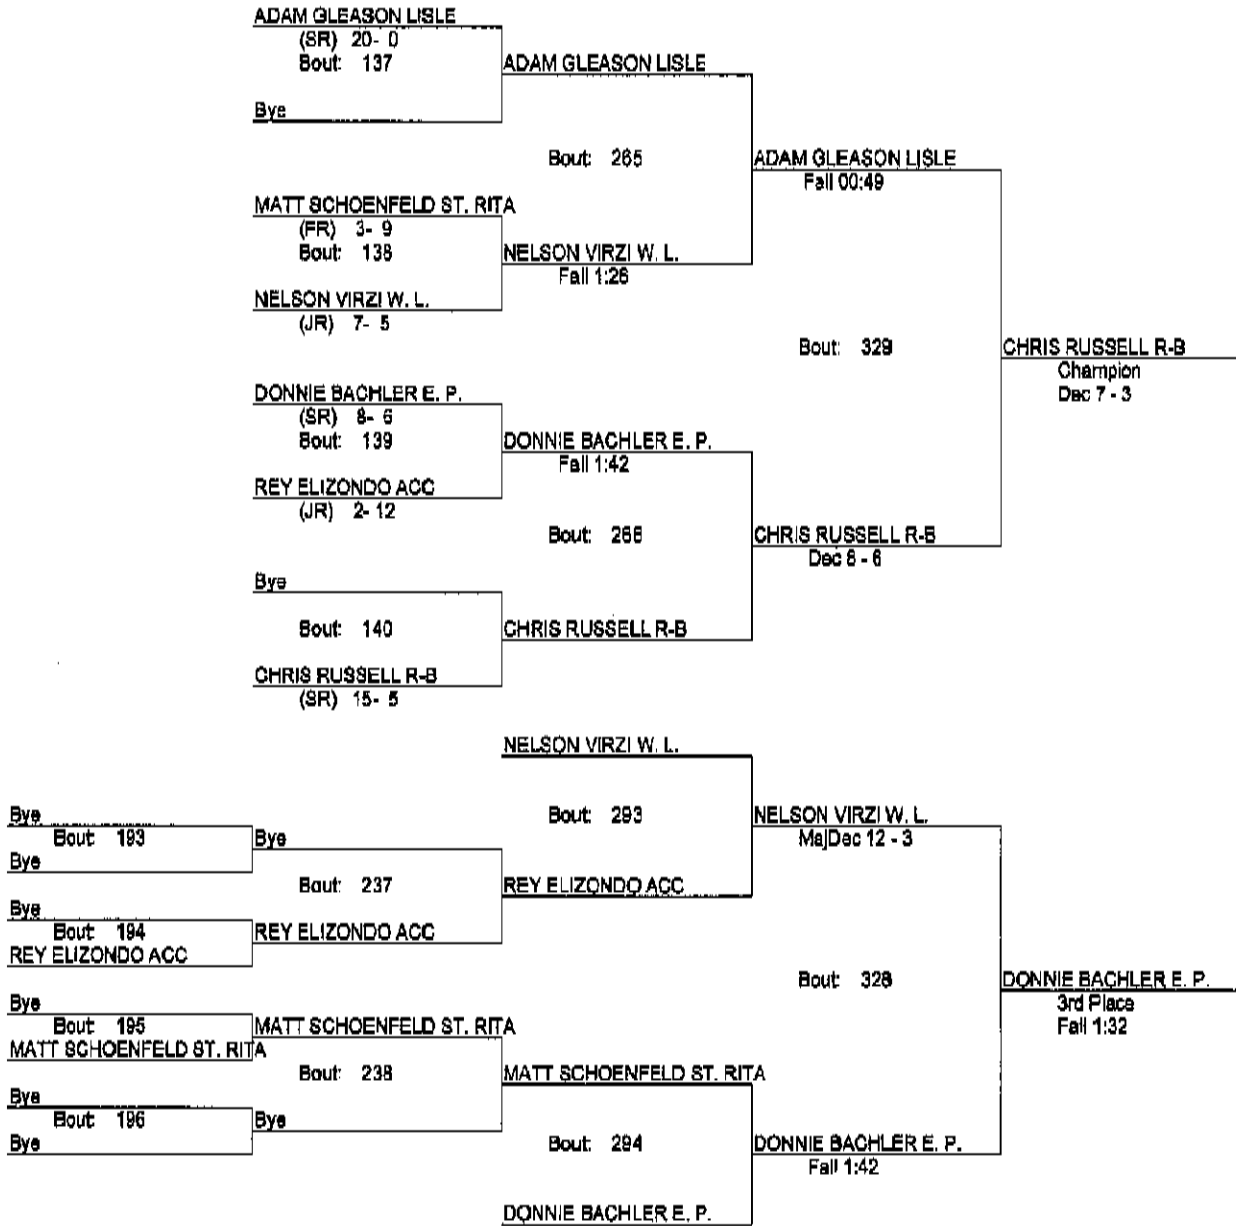 ADAM GLEASON LISLE
(SR) 20- 0
Bout: 137
ADAM GLEASON LISLE
Bye
Bout: 265
ADAM GLEASON LISLE
Fall 00:49
MATT SCHOENFELD ST. RITA
(FR) 3- 9
Bout: 138
NELSON VIRZI W. L.
Fall 1:26
NELSON VIRZI W. L.
(JR) 7- 5
Bout: 329
CHRIS RUSSELL R-B
Champion
Dec 7 - 3
DONNIE BACHLER E. P.
(SR) 8- 6
Bout: 139
DONNIE BACHLER E. P.
Fall 1:42
REY ELIZONDO ACC
(JR) 2- 12
Bout: 266
CHRIS RUSSELL R-B
Dec 8 - 6
Bye
Bout: 140
CHRIS RUSSELL R-B
CHRIS RUSSELL R-B
(SR) 15- 5
NELSON VIRZI W. L.
Bout: 293
NELSON VIRZI W. L.
MajDec 12 - 3
Bye
Bout: 193
Bye
Bye
Bout: 237
REY ELIZONDO ACC
Bye
Bout: 194
REY ELIZONDO ACC
REY ELIZONDO ACC
Bout: 328
DONNIE BACHLER E. P.
3rd Place
Fall 1:32
Bye
Bout: 195
MATT SCHOENFELD ST. RITA
MATT SCHOENFELD ST. RITA
Bout: 238
MATT SCHOENFELD ST. RITA
Bye
Bout: 196
Bye
Bye
Bout: 294
DONNIE BACHLER E. P.
Fall 1:42
DONNIE BACHLER E. P.